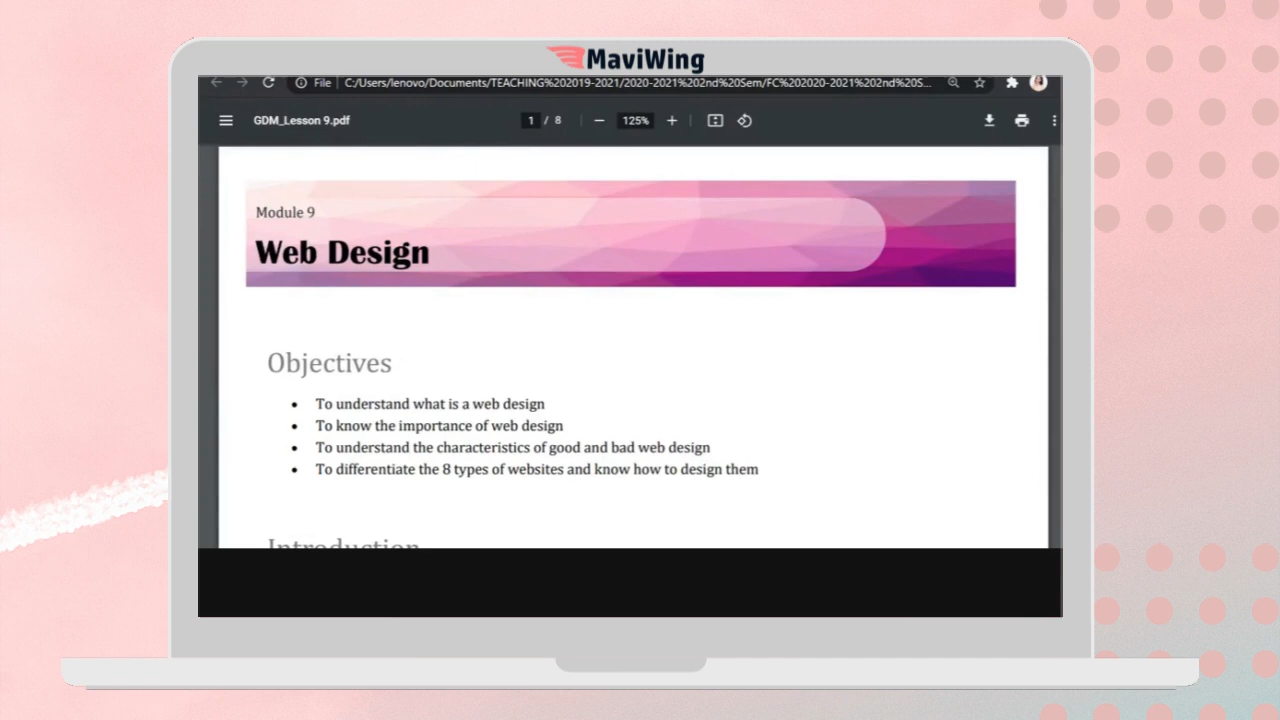 MaviWing
File C:/Users/lenovo/Documents/TEACHING%202019-2021/2020-2021%202nd%20Sem/FC%202020-2021%202nd%20S...
GDM_Lesson 9.pdf 1 / 8 − 125% +
Module 9
Web Design
Objectives
• To understand what is a web design
• To know the importance of web design
• To understand the characteristics of good and bad web design
• To differentiate the 8 types of websites and know how to design them
Introduction